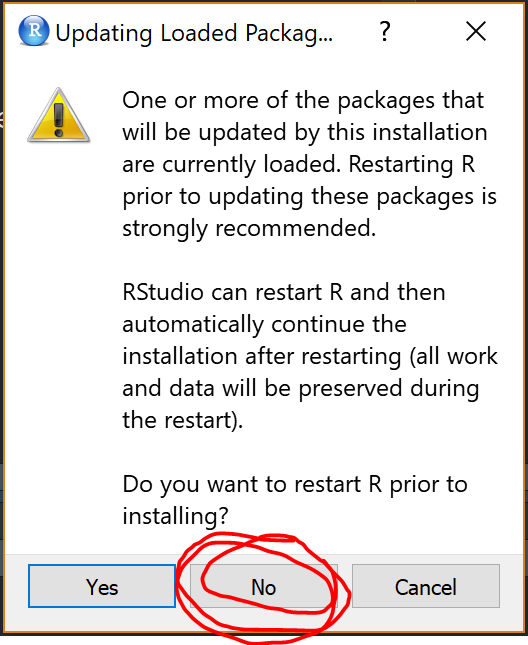 R Updating Loaded Packag... ? 
One or more of the packages that
will be updated by this installation
are currently loaded. Restarting R
prior to updating these packages is
strongly recommended.
RStudio can restart R and then
automatically continue the
installation after restarting (all work
and data will be preserved during
the restart).
Do you want to restart R prior to
installing?
Yes No Cancel